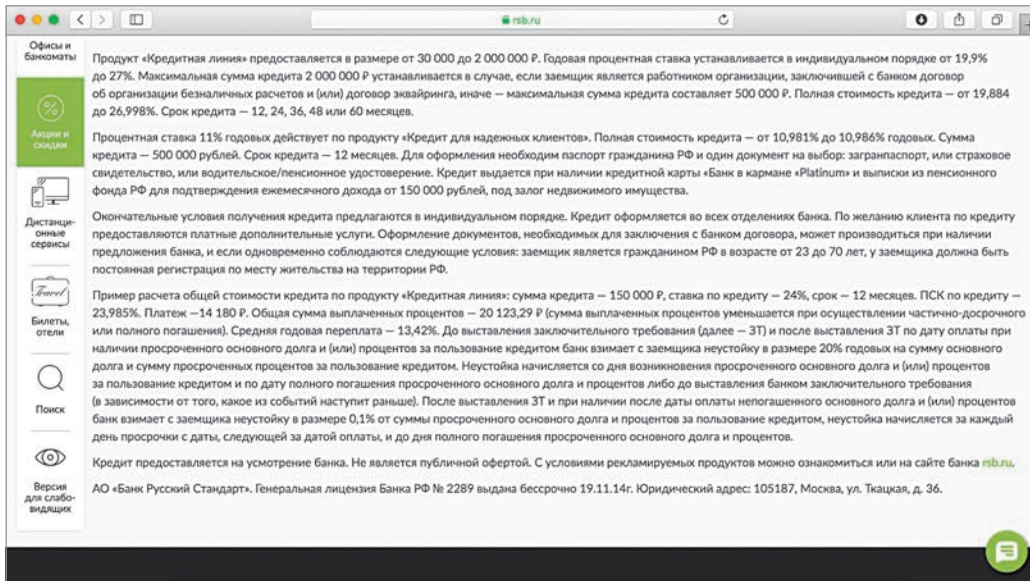 rsb.ru
Офисы и
банкоматы
Акции и
скидки
Дистанци-
онные
сервисы
Travel
Билеты,
отели
Поиск
Версия
для слабо-
видящих
Продукт «Кредитная линия» предоставляется в размере от 30 000 до 2 000 000 ₽. Годовая процентная ставка устанавливается в индивидуальном порядке от 19,9%
до 27%. Максимальная сумма кредита 2 000 000 ₽ устанавливается в случае, если заемщик является работником организации, заключившей с банком договор
об организации безналичных расчетов и (или) договор эквайринга, иначе — максимальная сумма кредита составляет 500 000 ₽. Полная стоимость кредита — от 19,884
до 26,998%. Срок кредита — 12, 24, 36, 48 или 60 месяцев.
Процентная ставка 11% годовых действует по продукту «Кредит для надежных клиентов». Полная стоимость кредита — от 10,981% до 10,986% годовых. Сумма
кредита — 500 000 рублей. Срок кредита — 12 месяцев. Для оформления необходим паспорт гражданина РФ и один документ на выбор: загранпаспорт, или страховое
свидетельство, или водительское/пенсионное удостоверение. Кредит выдается при наличии кредитной карты «Банк в кармане «Platinum» и выписки из пенсионного
фонда РФ для подтверждения ежемесячного дохода от 150 000 рублей, под залог недвижимого имущества.
Окончательные условия получения кредита предлагаются в индивидуальном порядке. Кредит оформляется во всех отделениях банка. По желанию клиента по кредиту
предоставляются платные дополнительные услуги. Оформление документов, необходимых для заключения с банком договора, может производиться при наличии
предложения банка, и если одновременно соблюдаются следующие условия: заемщик является гражданином РФ в возрасте от 23 до 70 лет, у заемщика должна быть
постоянная регистрация по месту жительства на территории РФ.
Пример расчета общей стоимости кредита по продукту «Кредитная линия»: сумма кредита — 150 000 ₽, ставка по кредиту — 24%, срок — 12 месяцев. ПСК по кредиту —
23,985%. Платеж —14 180 ₽. Общая сумма выплаченных процентов — 20 123,29 ₽ (сумма выплаченных процентов уменьшается при осуществлении частично-досрочного
или полного погашения). Средняя годовая переплата — 13,42%. До выставления заключительного требования (далее — ЗТ) и после выставления ЗТ по дату оплаты при
наличии просроченного основного долга и (или) процентов за пользование кредитом банк взимает с заемщика неустойку в размере 20% годовых на сумму основного
долга и сумму просроченных процентов за пользование кредитом. Неустойка начисляется со дня возникновения просроченного основного долга и (или) процентов
за пользование кредитом и по дату полного погашения просроченного основного долга и процентов либо до выставления банком заключительного требования
(в зависимости от того, какое из событий наступит раньше). После выставления ЗТ и при наличии после даты оплаты непогашенного основного долга и (или) процентов
банк взимает с заемщика неустойку в размере 0,1% от суммы просроченного основного долга и процентов за пользование кредитом, неустойка начисляется за каждый
день просрочки с даты, следующей за датой оплаты, и до дня полного погашения просроченного основного долга и процентов.
Кредит предоставляется на усмотрение банка. Не является публичной офертой. С условиями рекламируемых продуктов можно ознакомиться или на сайте банка rsb.ru.
АО «Банк Русский Стандарт». Генеральная лицензия Банка РФ № 2289 выдана бессрочно 19.11.14г. Юридический адрес: 105187, Москва, ул. Ткацкая, д. 36.